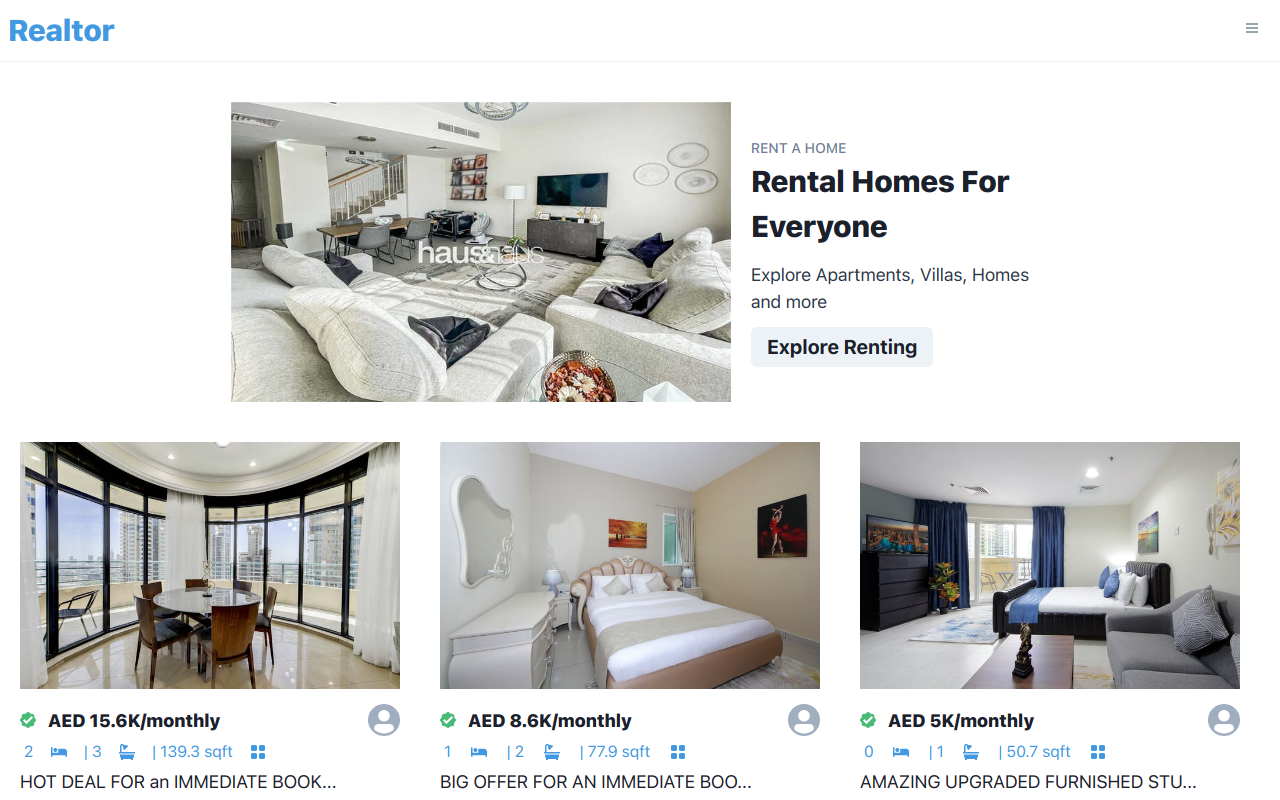 Realtor
haus&haus
RENT A HOME
Rental Homes For
Everyone
Explore Apartments, Villas, Homes
and more
Explore Renting
AED 15.6K/monthly
2 | 3 | 139.3 sqft
HOT DEAL FOR an IMMEDIATE BOOK...
AED 8.6K/monthly
1 | 2 | 77.9 sqft
BIG OFFER FOR AN IMMEDIATE BOO...
AED 5K/monthly
0 | 1 | 50.7 sqft
AMAZING UPGRADED FURNISHED STU...